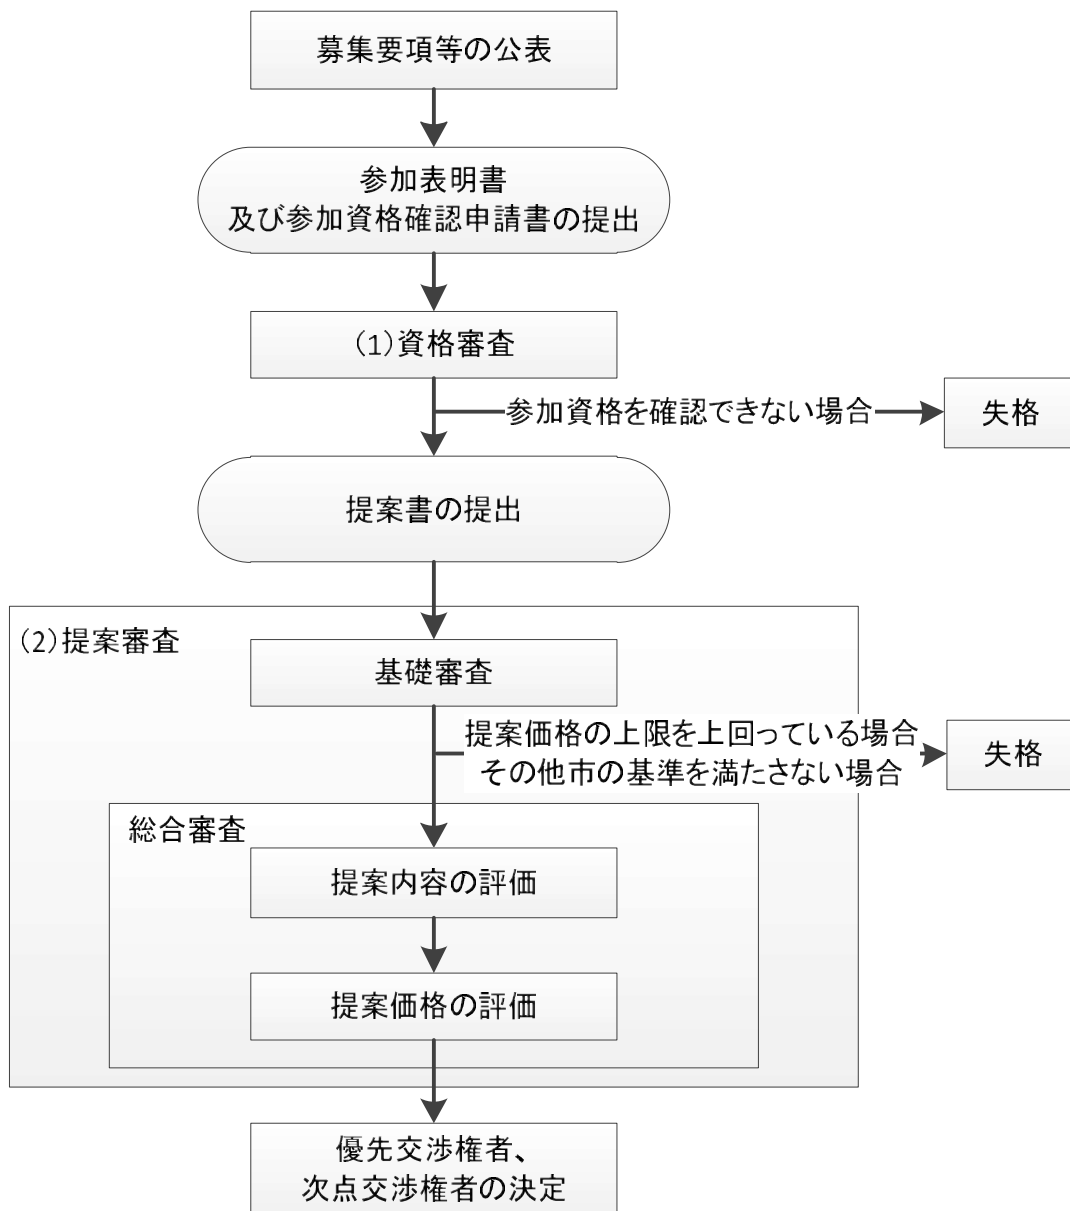 募集要項等の公表
参加表明書
及び参加資格確認申請書の提出
(1)資格審査
参加資格を確認できない場合
失格
提案書の提出
(2)提案審査
基礎審査
提案価格の上限を上回っている場合
その他市の基準を満たさない場合
失格
総合審査
提案内容の評価
提案価格の評価
優先交渉権者、
次点交渉権者の決定